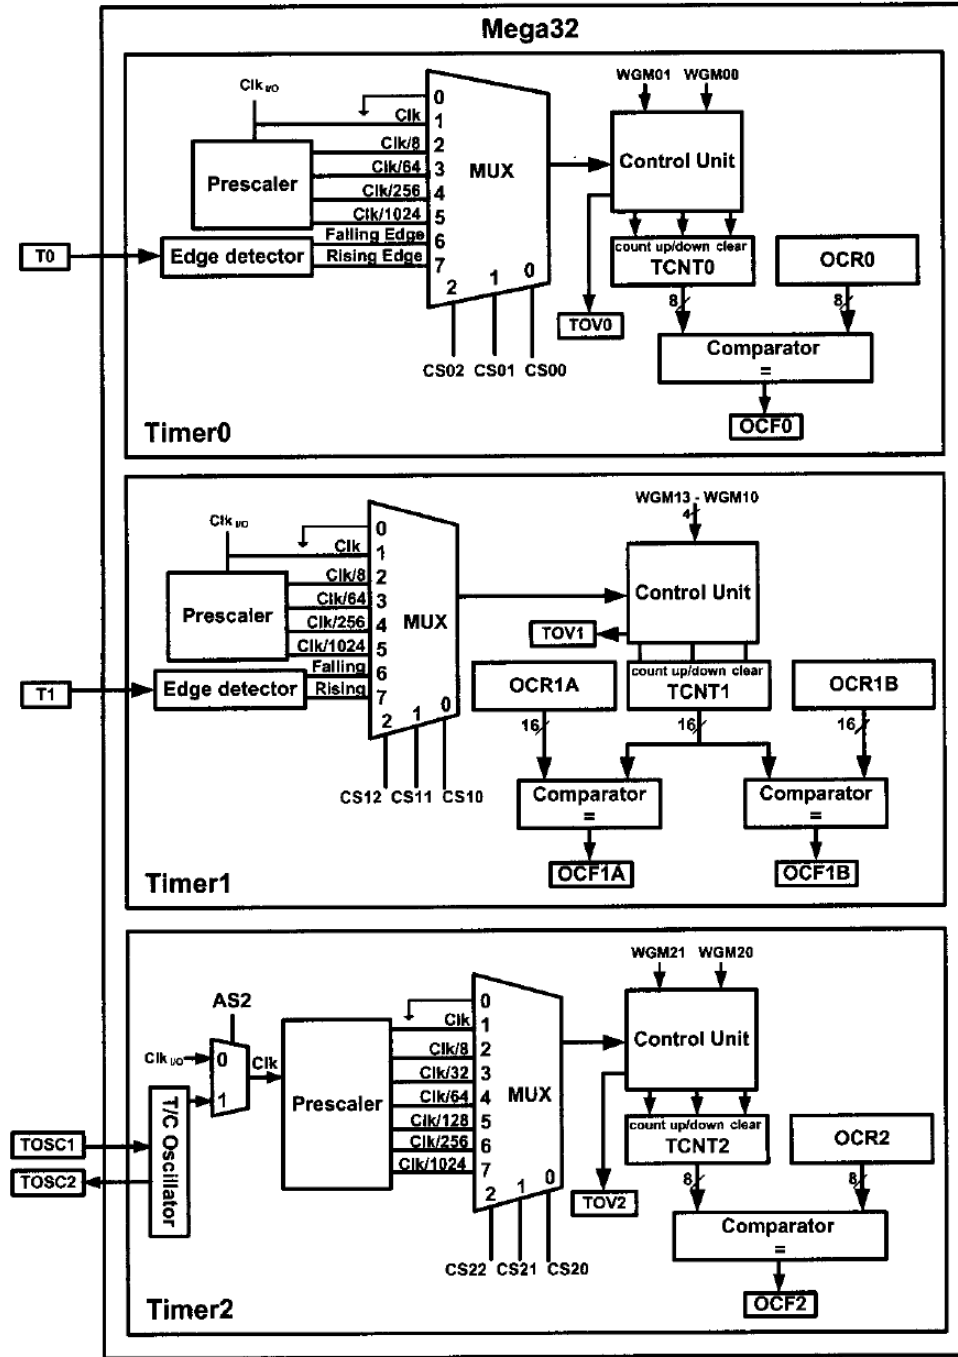 Mega32
Clk I/O
WGM01 WGM00
0
Clk 1
Clk/8 2
Clk/64 3
Clk/256 4
Clk/1024 5
Falling Edge 6
Rising Edge 7
Prescaler
MUX
Control Unit
T0
Edge detector
2 1 0
count up/down clear
TCNT0
OCR0
8 8
TOV0
CS02 CS01 CS00
Comparator
=
OCF0
Timer0
WGM13 - WGM10
4
Clk I/O
0
Clk 1
Clk/8 2
Clk/64 3
Clk/256 4
Clk/1024 5
Falling 6
Rising 7
Prescaler
MUX
Control Unit
TOV1
T1
Edge detector
2 1 0
OCR1A
count up/down clear
TCNT1
OCR1B
16 16 16
CS12 CS11 CS10
Comparator
=
Comparator
=
OCF1A
OCF1B
Timer1
WGM21 WGM20
AS2
Clk I/O
0
1
Clk
T/C Oscillator
Prescaler
0
Clk 1
Clk/8 2
Clk/32 3
Clk/64 4
Clk/128 5
Clk/256 6
Clk/1024 7
MUX
Control Unit
TOSC1
TOSC2
2 1 0
count up/down clear
TCNT2
OCR2
8 8
TOV2
CS22 CS21 CS20
Comparator
=
OCF2
Timer2